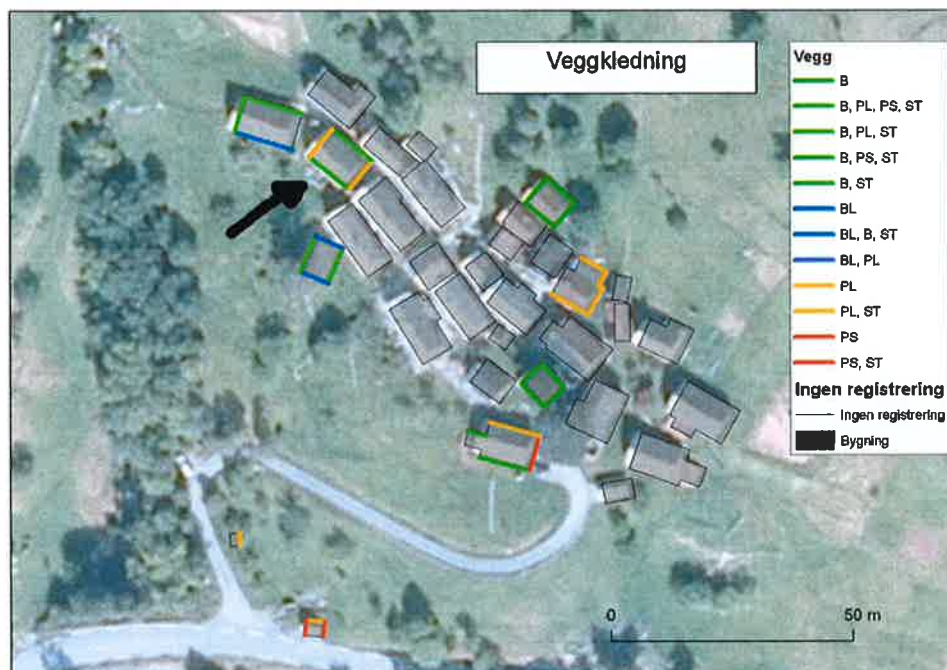 Veggkledning
Vegg
B
B, PL, PS, ST
B, PL, ST
B, PS, ST
B, ST
BL
BL, B, ST
BL, PL
PL
PL, ST
PS
PS, ST
Ingen registrering
Ingen registrering
Bygning
0
50 m